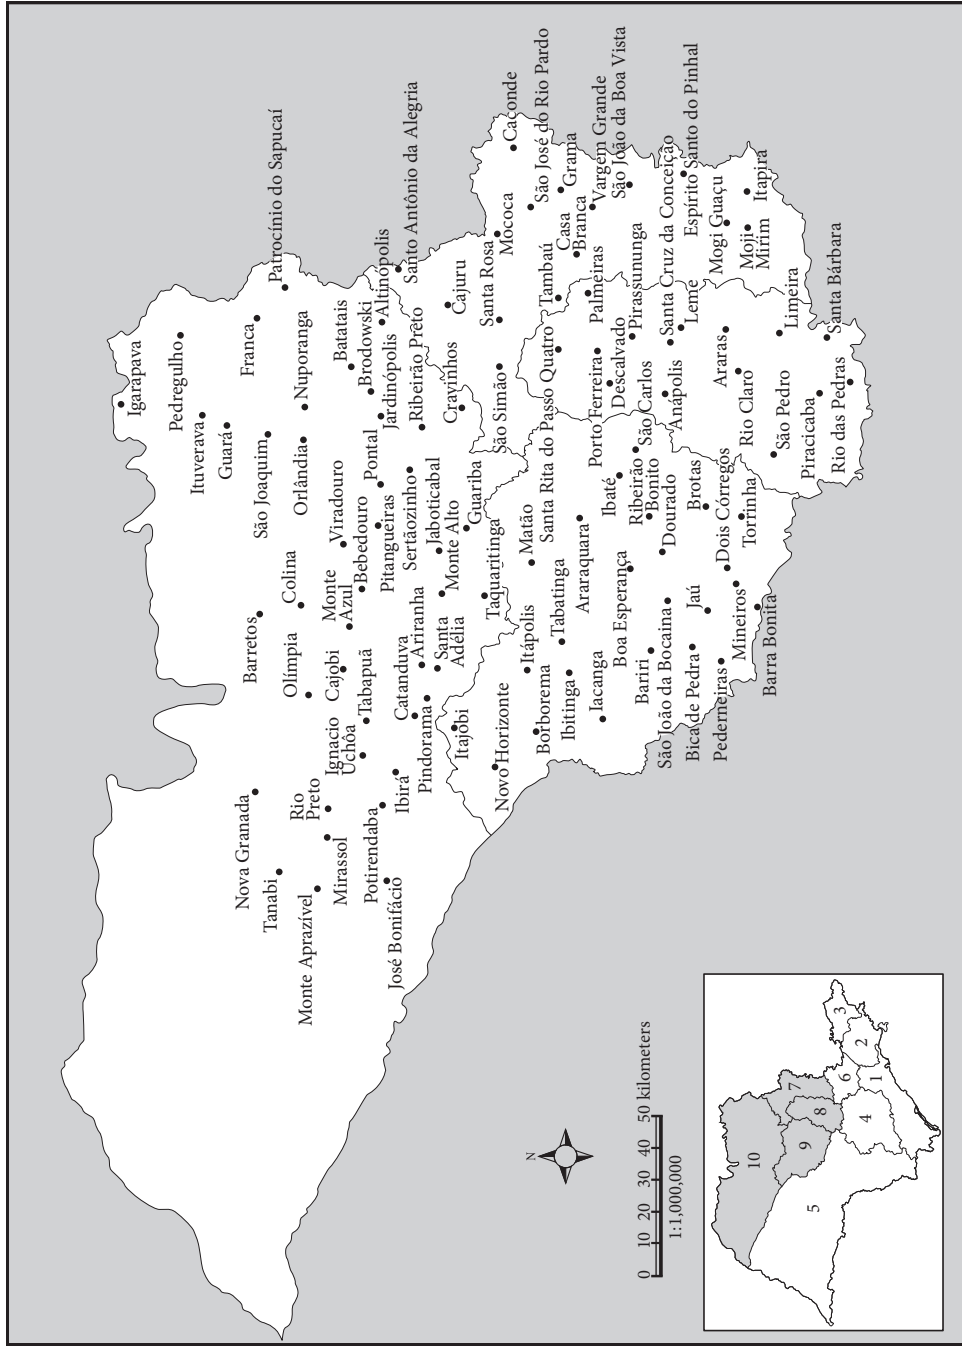 Igarapava
Pedregulho
Ituverava
Guará
Patrocínio do Sapucaí
Franca
São Joaquim
Nuporanga
Orlândia
Batatais
Brodowski
Altinópolis
Santo Antônio da Alegria
Jardinópolis
Ribeirão Prêto
Cravinhos
Cajuru
Santa Rosa
São Simão
Pontal
Viradouro
Bebedouro
Pitangueiras
Sertãozinho
Jaboticabal
Monte Alto
Guariba
Taquaritinga
Colina
Barretos
Olímpia
Monte
Azul
Cajobi
Tabapuã
Ignacio
Uchôa
Catanduva
Ariranha
Santa
Adélia
Pindorama
Ibirá
Nova Granada
Tanabi
Rio
Preto
Mirassol
Monte Aprazível
Potirendaba
José Bonifácio
Itajobi
Novo Horizonte
Itápolis
Borborema
Matão
Tabatinga
Ibitinga
Araraquara
Iacanga
Boa Esperança
Ibaté
Ribeirão
Bonito
Dourado
Bariri
São João da Bocaina
Bica de Pedra
Jaú
Pederneiras
Mineiros
Barra Bonita
Dois Córregos
Brotas
Torrinha
Santa Rita do Passo Quatro
Porto Ferreira
Descalvado
São Carlos
Anápolis
Pirassununga
Santa Cruz da Conceição
Leme
Araras
Rio Claro
Limeira
São Pedro
Piracicaba
Rio das Pedras
Santa Bárbara
Caconde
Mococa
São José do Rio Pardo
Grama
Casa
Branca
Vargem Grande
São João da Boa Vista
Tambaú
Palmeiras
Espírito Santo do Pinhal
Mogi Guaçu
Moji
Mirim
Itapira
N
0 10 20 30 40 50 kilometers
1:1,000,000
10
7
8
9
5
6
4
1
2
3